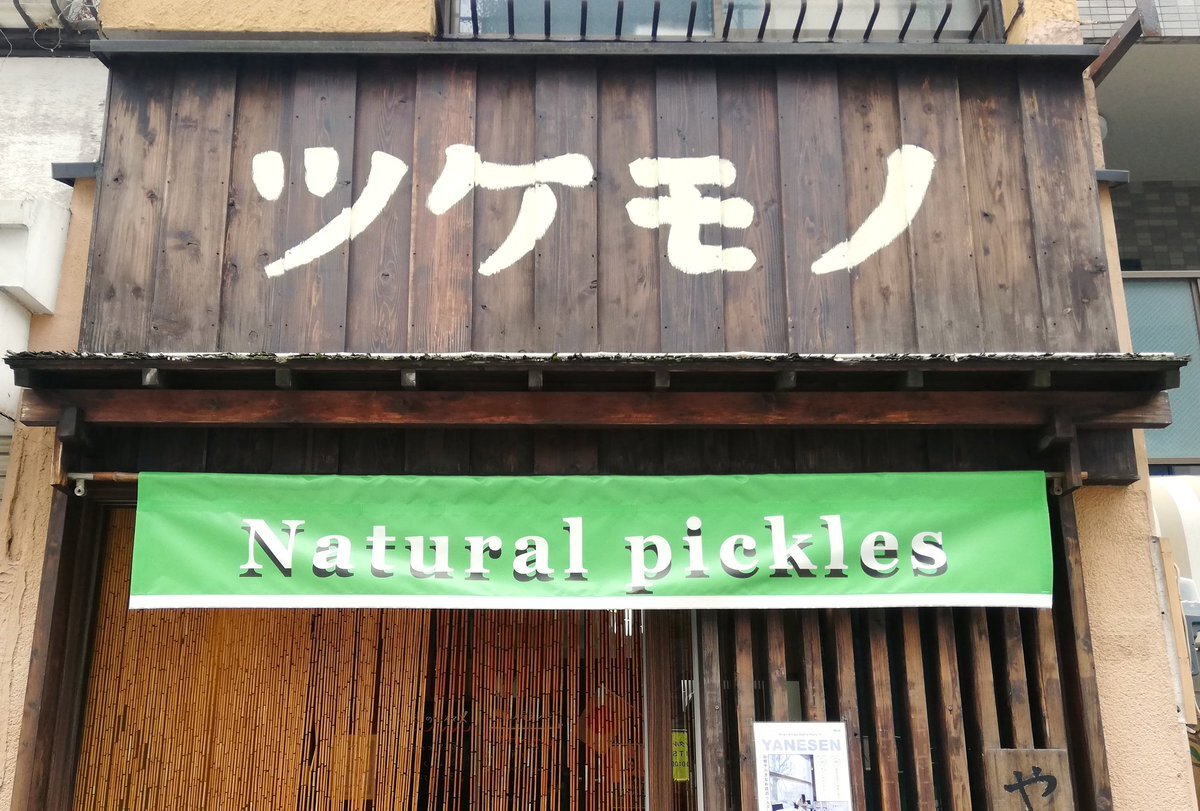 ツケモノ
Natural pickles
YANESEN
や